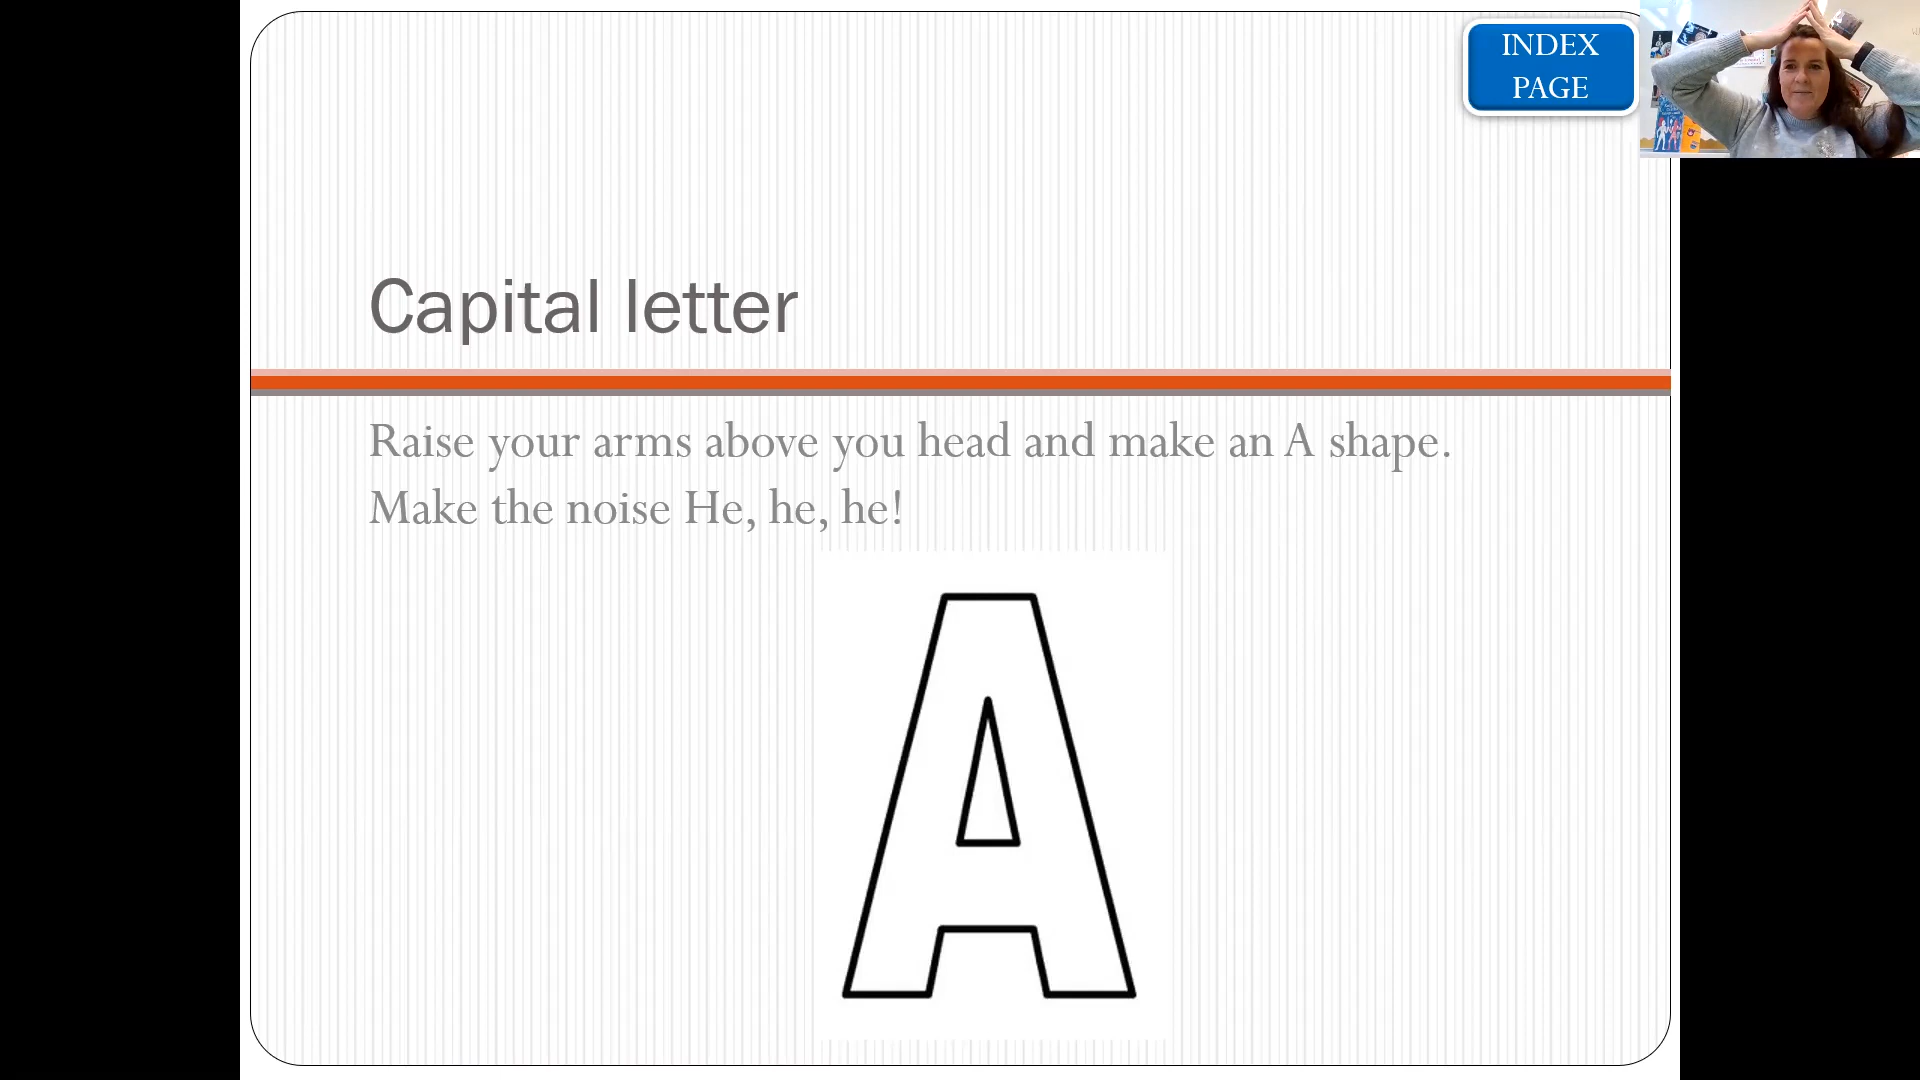 INDEX
PAGE
Capital letter
Raise your arms above you head and make an A shape.
Make the noise He, he, he!
A